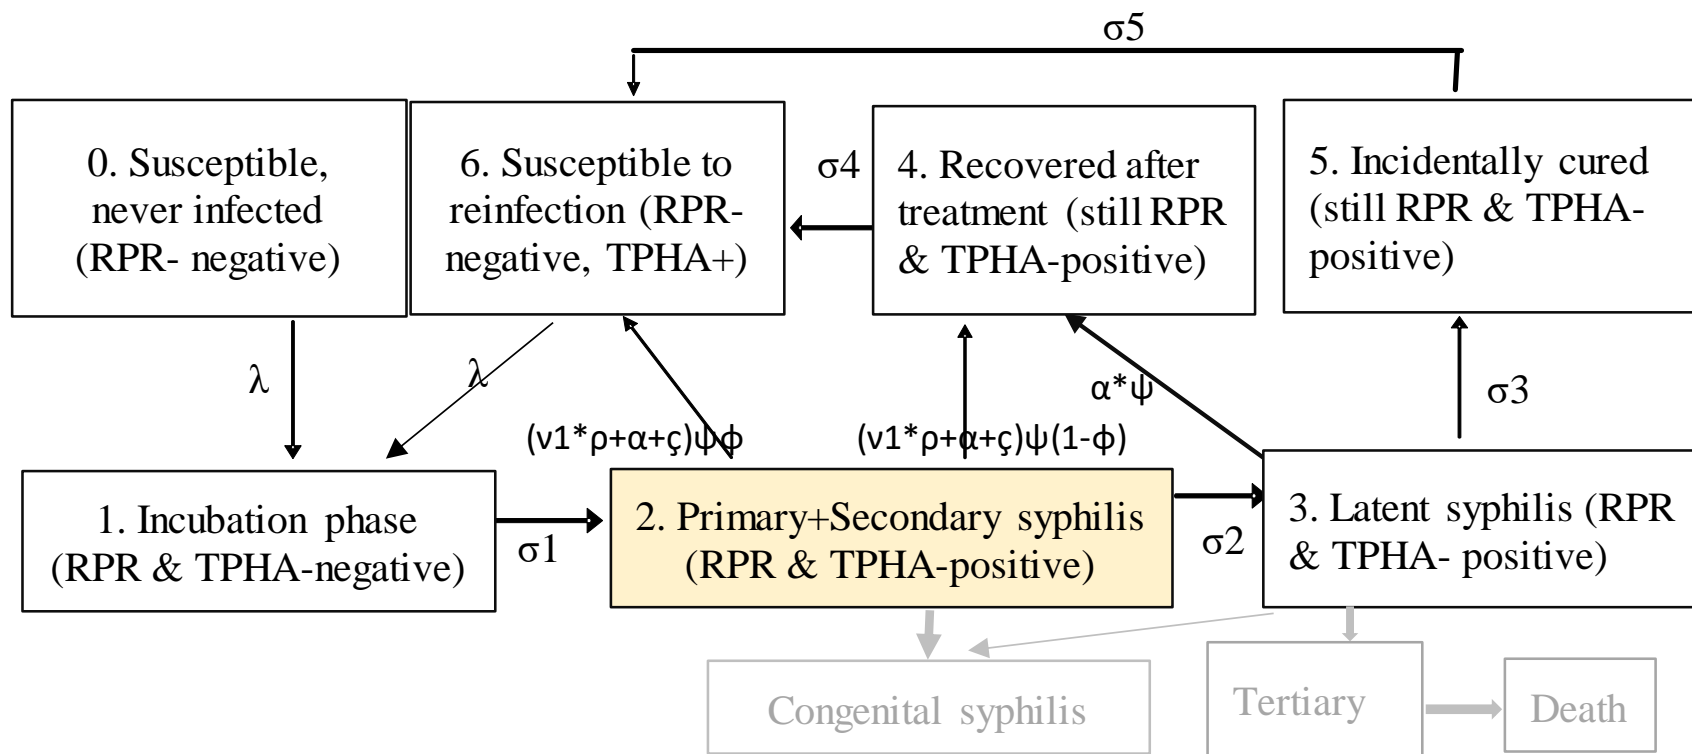 σ5
0. Susceptible,
never infected
(RPR- negative)
6. Susceptible to
reinfection (RPR-
negative, TPHA+)
σ4
4. Recovered after
treatment (still RPR
& TPHA-positive)
5. Incidentally cured
(still RPR & TPHA-
positive)
λ
λ
α*ψ
σ3
(ν1*ρ+α+ç)ψφ
(ν1*ρ+α+ç)ψ(1-φ)
1. Incubation phase
(RPR & TPHA-negative)
σ1
2. Primary+Secondary syphilis
(RPR & TPHA-positive)
σ2
3. Latent syphilis (RPR
& TPHA- positive)
Congenital syphilis
Tertiary
Death